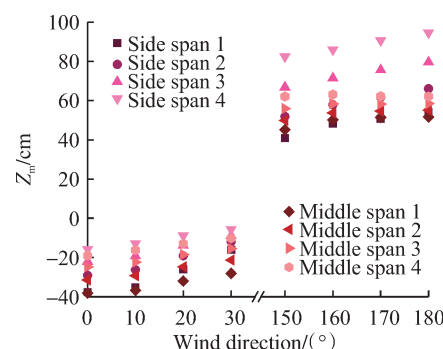 100
80
60
40
20
0
−20
−40
Z_m/cm
Side span 1
Side span 2
Side span 3
Side span 4
Middle span 1
Middle span 2
Middle span 3
Middle span 4
0 10 20 30 150 160 170 180
Wind direction/(°)